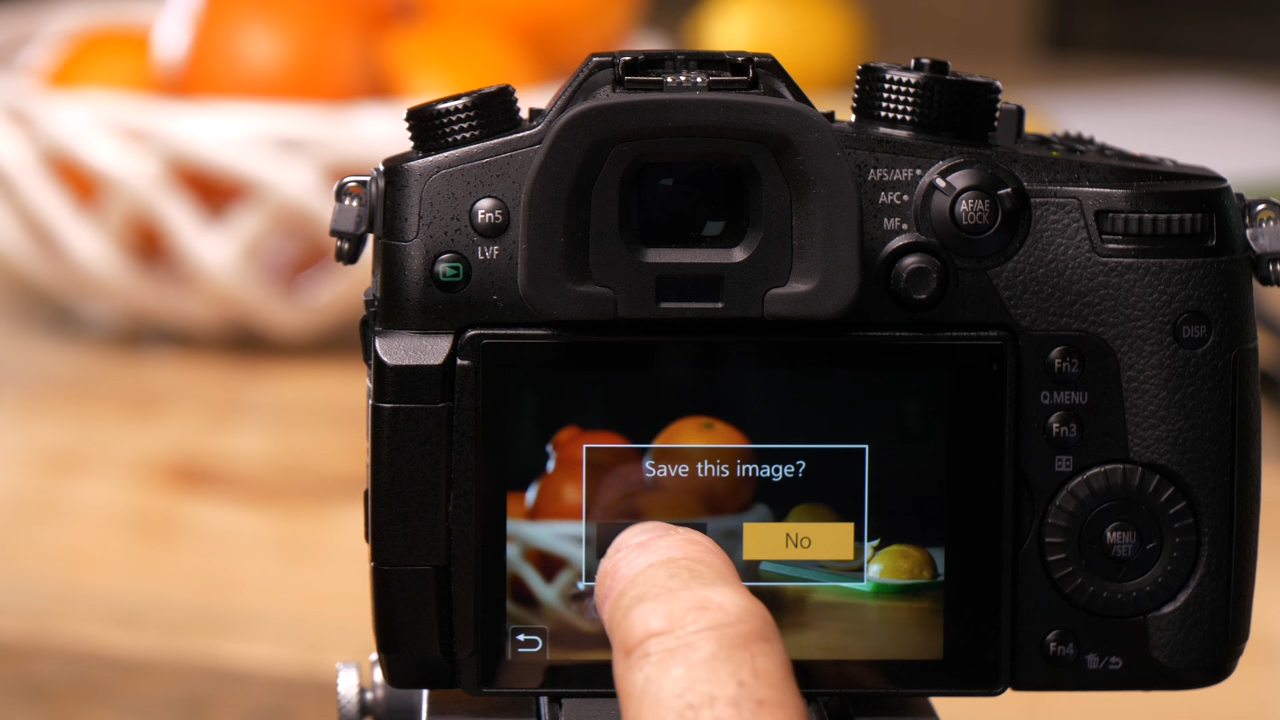 AFS/AFF
AFC
MF
AF/AE
LOCK
Fn5
LVF
DISP.
Fn2
Q.MENU
Fn3
Save this image?
No
MENU
/SET
Fn4